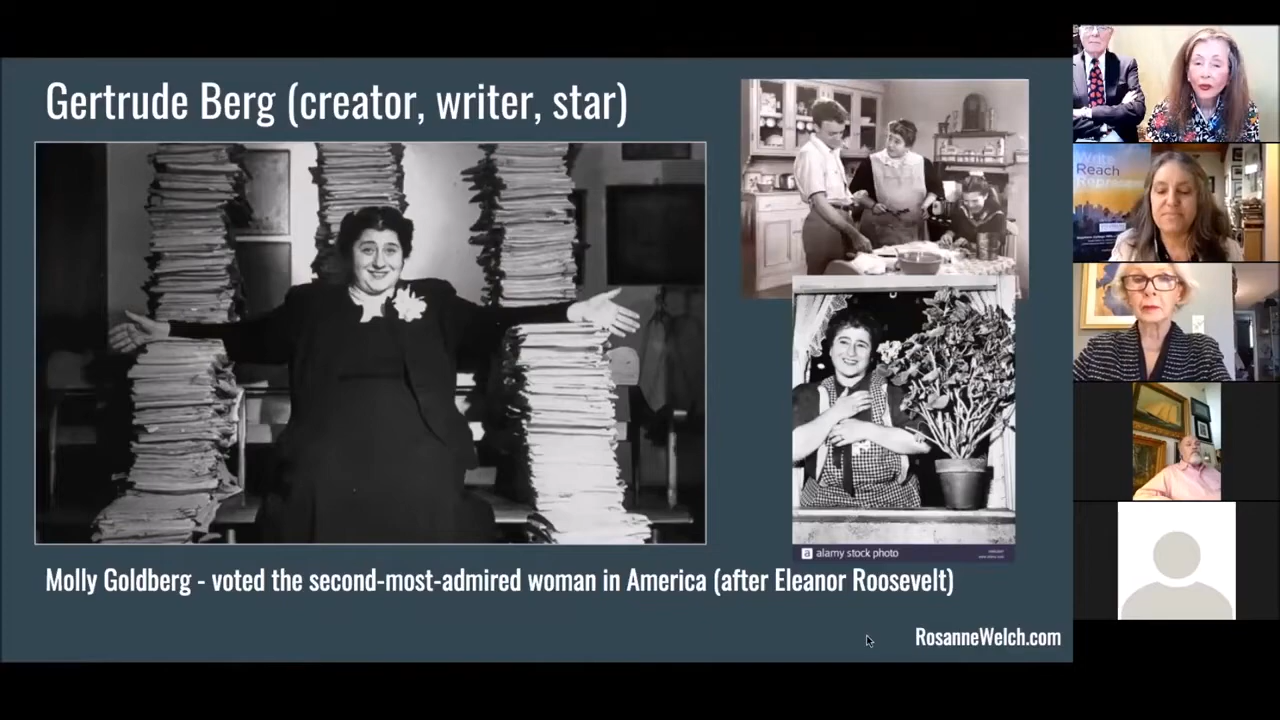 Gertrude Berg (creator, writer, star)
Molly Goldberg - voted the second-most-admired woman in America (after Eleanor Roosevelt)
RosanneWelch.com
a alamy stock photo
Write
Reach